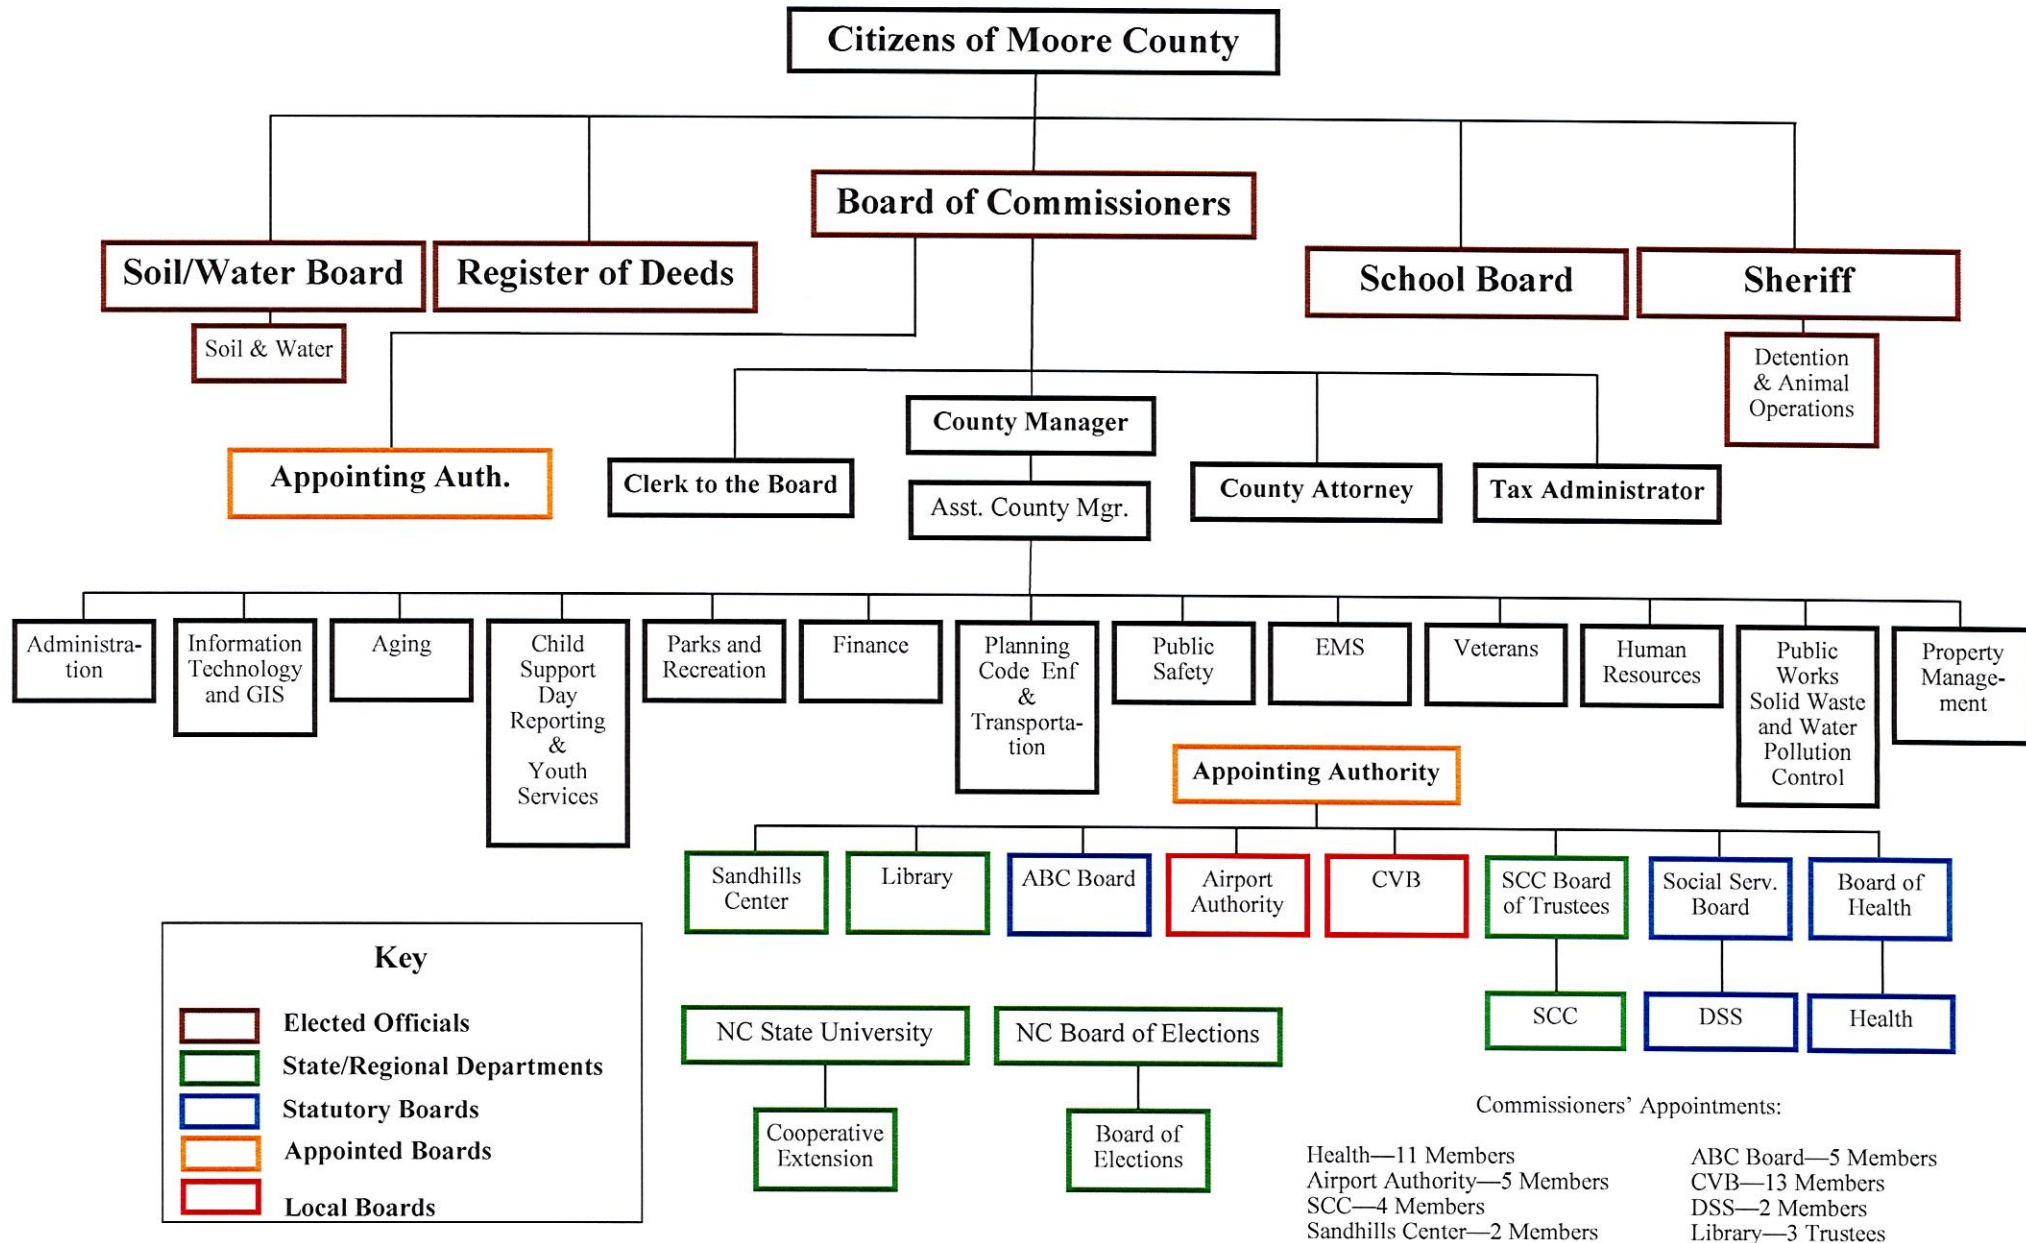 Citizens of Moore County
Board of Commissioners
Soil/Water Board
Register of Deeds
School Board
Sheriff
Soil & Water
Detention
& Animal
Operations
County Manager
Appointing Auth.
Clerk to the Board
Asst. County Mgr.
County Attorney
Tax Administrator
Administra-
tion
Information
Technology
and GIS
Aging
Child
Support
Day
Reporting
&
Youth
Services
Parks and
Recreation
Finance
Planning
Code Enf
&
Transporta-
tion
Public
Safety
EMS
Veterans
Human
Resources
Public
Works
Solid Waste
and Water
Pollution
Control
Property
Manage-
ment
Appointing Authority
Sandhills
Center
Library
ABC Board
Airport
Authority
CVB
SCC Board
of Trustees
Social Serv.
Board
Board of
Health
SCC
DSS
Health
Key
Elected Officials
State/Regional Departments
Statutory Boards
Appointed Boards
Local Boards
NC State University
NC Board of Elections
Cooperative
Extension
Board of
Elections
Commissioners' Appointments:
Health—11 Members
Airport Authority—5 Members
SCC—4 Members
Sandhills Center—2 Members
ABC Board—5 Members
CVB—13 Members
DSS—2 Members
Library—3 Trustees